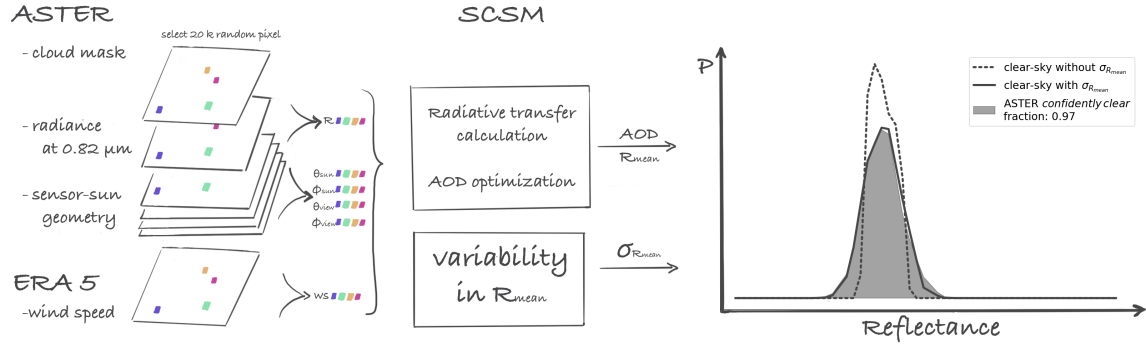 ASTER
- cloud mask
- radiance
at 0.82 µm
- sensor-sun
geometry
ERA 5
-wind speed
select 20 k random pixel
R
θsun
ϕsun
θview
ϕview
ws
SCSM
Radiative transfer
calculation
AOD optimization
variability
in Rmean
AOD
Rmean
σRmean
P
clear-sky without σRmean
clear-sky with σRmean
ASTER confidently clear
fraction: 0.97
Reflectance